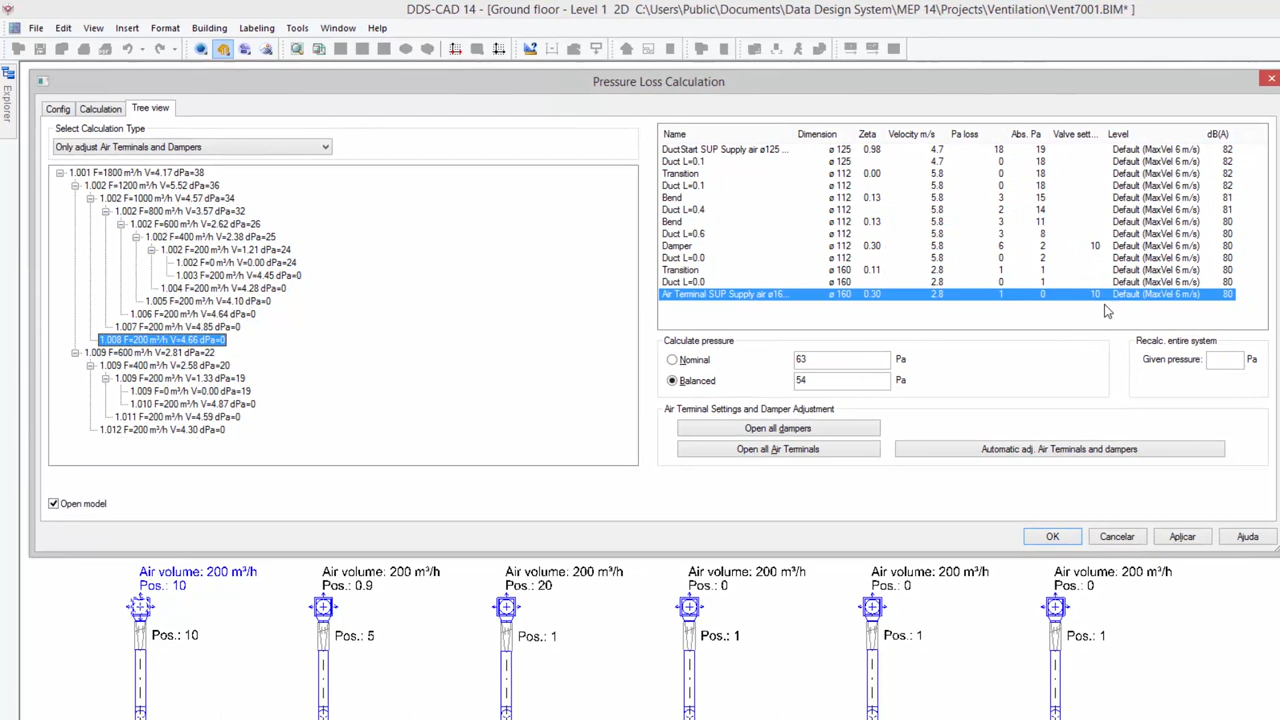 DDS-CAD 14 - [Ground floor - Level 1 2D C:\Users\Public\Documents\Data Design System\MEP 14\Projects\Ventilation\Vent7001.BIM* ]
File Edit View Insert Format Building Labeling Tools Window Help
Explorer
Pressure Loss Calculation
Config Calculation Tree view
Select Calculation Type
Only adjust Air Terminals and Dampers
1.001 F=1800 m³/h V=4.17 dPa=38
1.002 F=1200 m³/h V=5.52 dPa=36
1.002 F=1000 m³/h V=4.57 dPa=34
1.002 F=800 m³/h V=3.57 dPa=32
1.002 F=600 m³/h V=2.62 dPa=26
1.002 F=400 m³/h V=2.38 dPa=25
1.002 F=200 m³/h V=1.21 dPa=24
1.002 F=0 m³/h V=0.00 dPa=24
1.003 F=200 m³/h V=4.45 dPa=0
1.004 F=200 m³/h V=4.28 dPa=0
1.005 F=200 m³/h V=4.10 dPa=0
1.006 F=200 m³/h V=4.64 dPa=0
1.007 F=200 m³/h V=4.85 dPa=0
1.008 F=200 m³/h V=4.66 dPa=0
1.009 F=600 m³/h V=2.81 dPa=22
1.009 F=400 m³/h V=2.58 dPa=20
1.009 F=200 m³/h V=1.33 dPa=19
1.009 F=0 m³/h V=0.00 dPa=19
1.010 F=200 m³/h V=4.87 dPa=0
1.011 F=200 m³/h V=4.59 dPa=0
1.012 F=200 m³/h V=4.30 dPa=0
Open model
Name Dimension Zeta Velocity m/s Pa loss Abs. Pa Valve sett... Level dB(A)
DuctStart SUP Supply air ø125 ... ø 125 0.98 4.7 18 19 Default (MaxVel 6 m/s) 82
Duct L=0.1 ø 125 4.7 0 18 Default (MaxVel 6 m/s) 82
Transition ø 112 0.00 5.8 0 18 Default (MaxVel 6 m/s) 82
Duct L=0.1 ø 112 5.8 0 18 Default (MaxVel 6 m/s) 82
Bend ø 112 0.13 5.8 3 15 Default (MaxVel 6 m/s) 81
Duct L=0.4 ø 112 5.8 2 14 Default (MaxVel 6 m/s) 81
Bend ø 112 0.13 5.8 3 11 Default (MaxVel 6 m/s) 80
Duct L=0.6 ø 112 5.8 3 8 Default (MaxVel 6 m/s) 80
Damper ø 112 0.30 5.8 6 2 10 Default (MaxVel 6 m/s) 80
Duct L=0.0 ø 112 5.8 0 2 Default (MaxVel 6 m/s) 80
Transition ø 160 0.11 2.8 1 1 Default (MaxVel 6 m/s) 80
Duct L=0.0 ø 160 2.8 0 1 Default (MaxVel 6 m/s) 80
Air Terminal SUP Supply air ø16... ø 160 0.30 2.8 1 0 10 Default (MaxVel 6 m/s) 80
Calculate pressure
Nominal 63 Pa
Balanced 54 Pa
Recalc. entire system
Given pressure: Pa
Air Terminal Settings and Damper Adjustment
Open all dampers
Open all Air Terminals Automatic adj. Air Terminals and dampers
OK Cancelar Aplicar Ajuda
Air volume: 200 m³/h Air volume: 200 m³/h Air volume: 200 m³/h Air volume: 200 m³/h Air volume: 200 m³/h Air volume: 200 m³/h
Pos.: 10 Pos.: 0.9 Pos.: 20 Pos.: 0 Pos.: 0 Pos.: 0
Pos.: 10 Pos.: 5 Pos.: 1 Pos.: 1 Pos.: 1 Pos.: 1